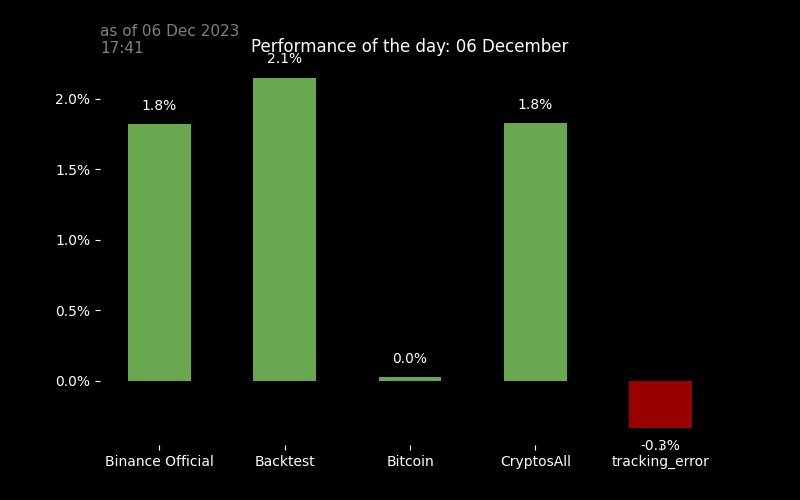 as of 06 Dec 2023
17:41
Performance of the day: 06 December
2.1%
1.8%
1.8%
2.0%
1.5%
1.0%
0.5%
0.0%
0.0%
-0.3%
Binance Official
Backtest
Bitcoin
CryptosAll
tracking_error